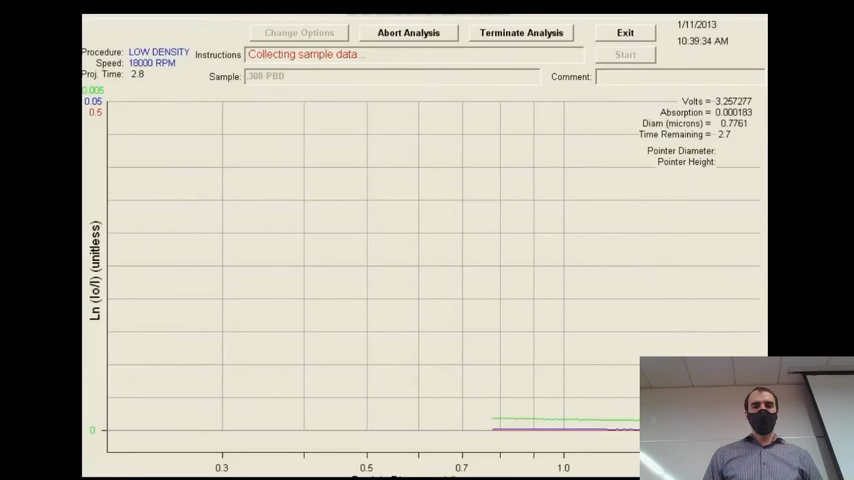 Change Options
Abort Analysis
Terminate Analysis
Exit
1/11/2013
10:39:34 AM
Procedure: LOW DENSITY
Speed: 18000 RPM
Proj. Time: 2.8
Instructions
Collecting sample data...
Start
Sample: .308 PBD
Comment:
0.005
0.05
0.5
Volts = 3.257277
Absorption = 0.000183
Diam (microns) = 0.7761
Time Remaining = 2.7
Pointer Diameter:
Pointer Height:
Ln (Io/I) (unitless)
0
0.3
0.5
0.7
1.0